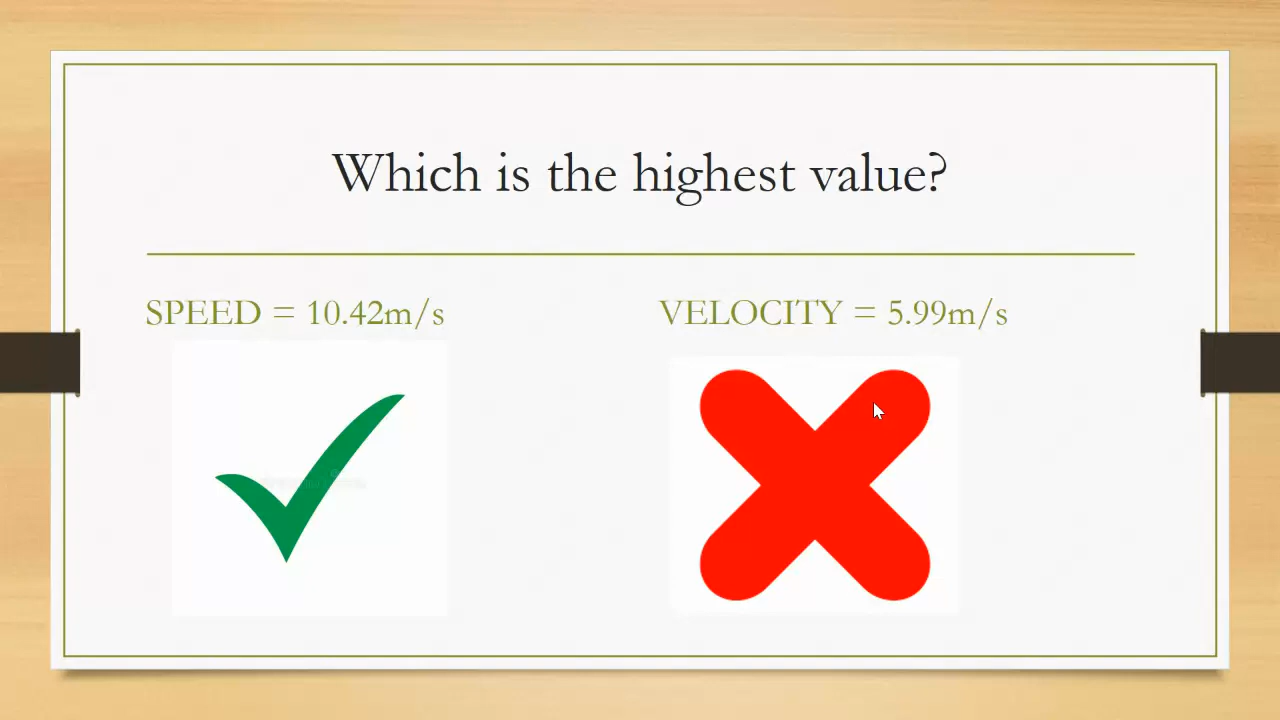 Which is the highest value?
SPEED = 10.42m/s
VELOCITY = 5.99m/s